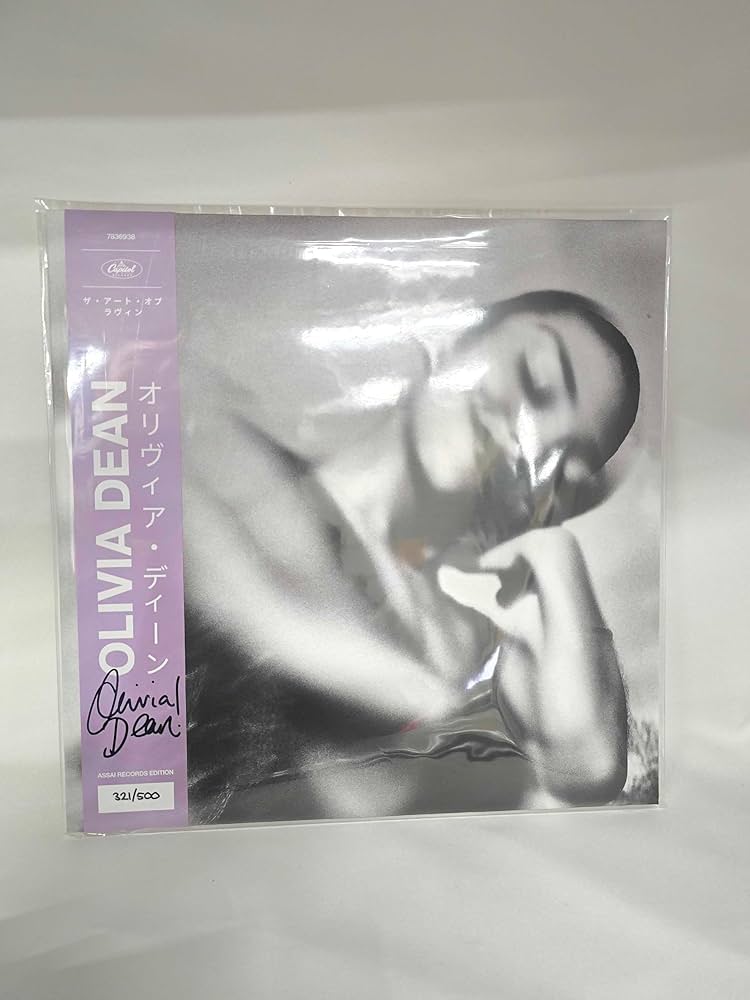 7836938
Capitol
RECORDS
ザ・アート・オブ
ラヴィン
OLIVIA DEAN
オリヴィア・ディーン
Olivia
Dean.
ASSAI RECORDS EDITION
321/500